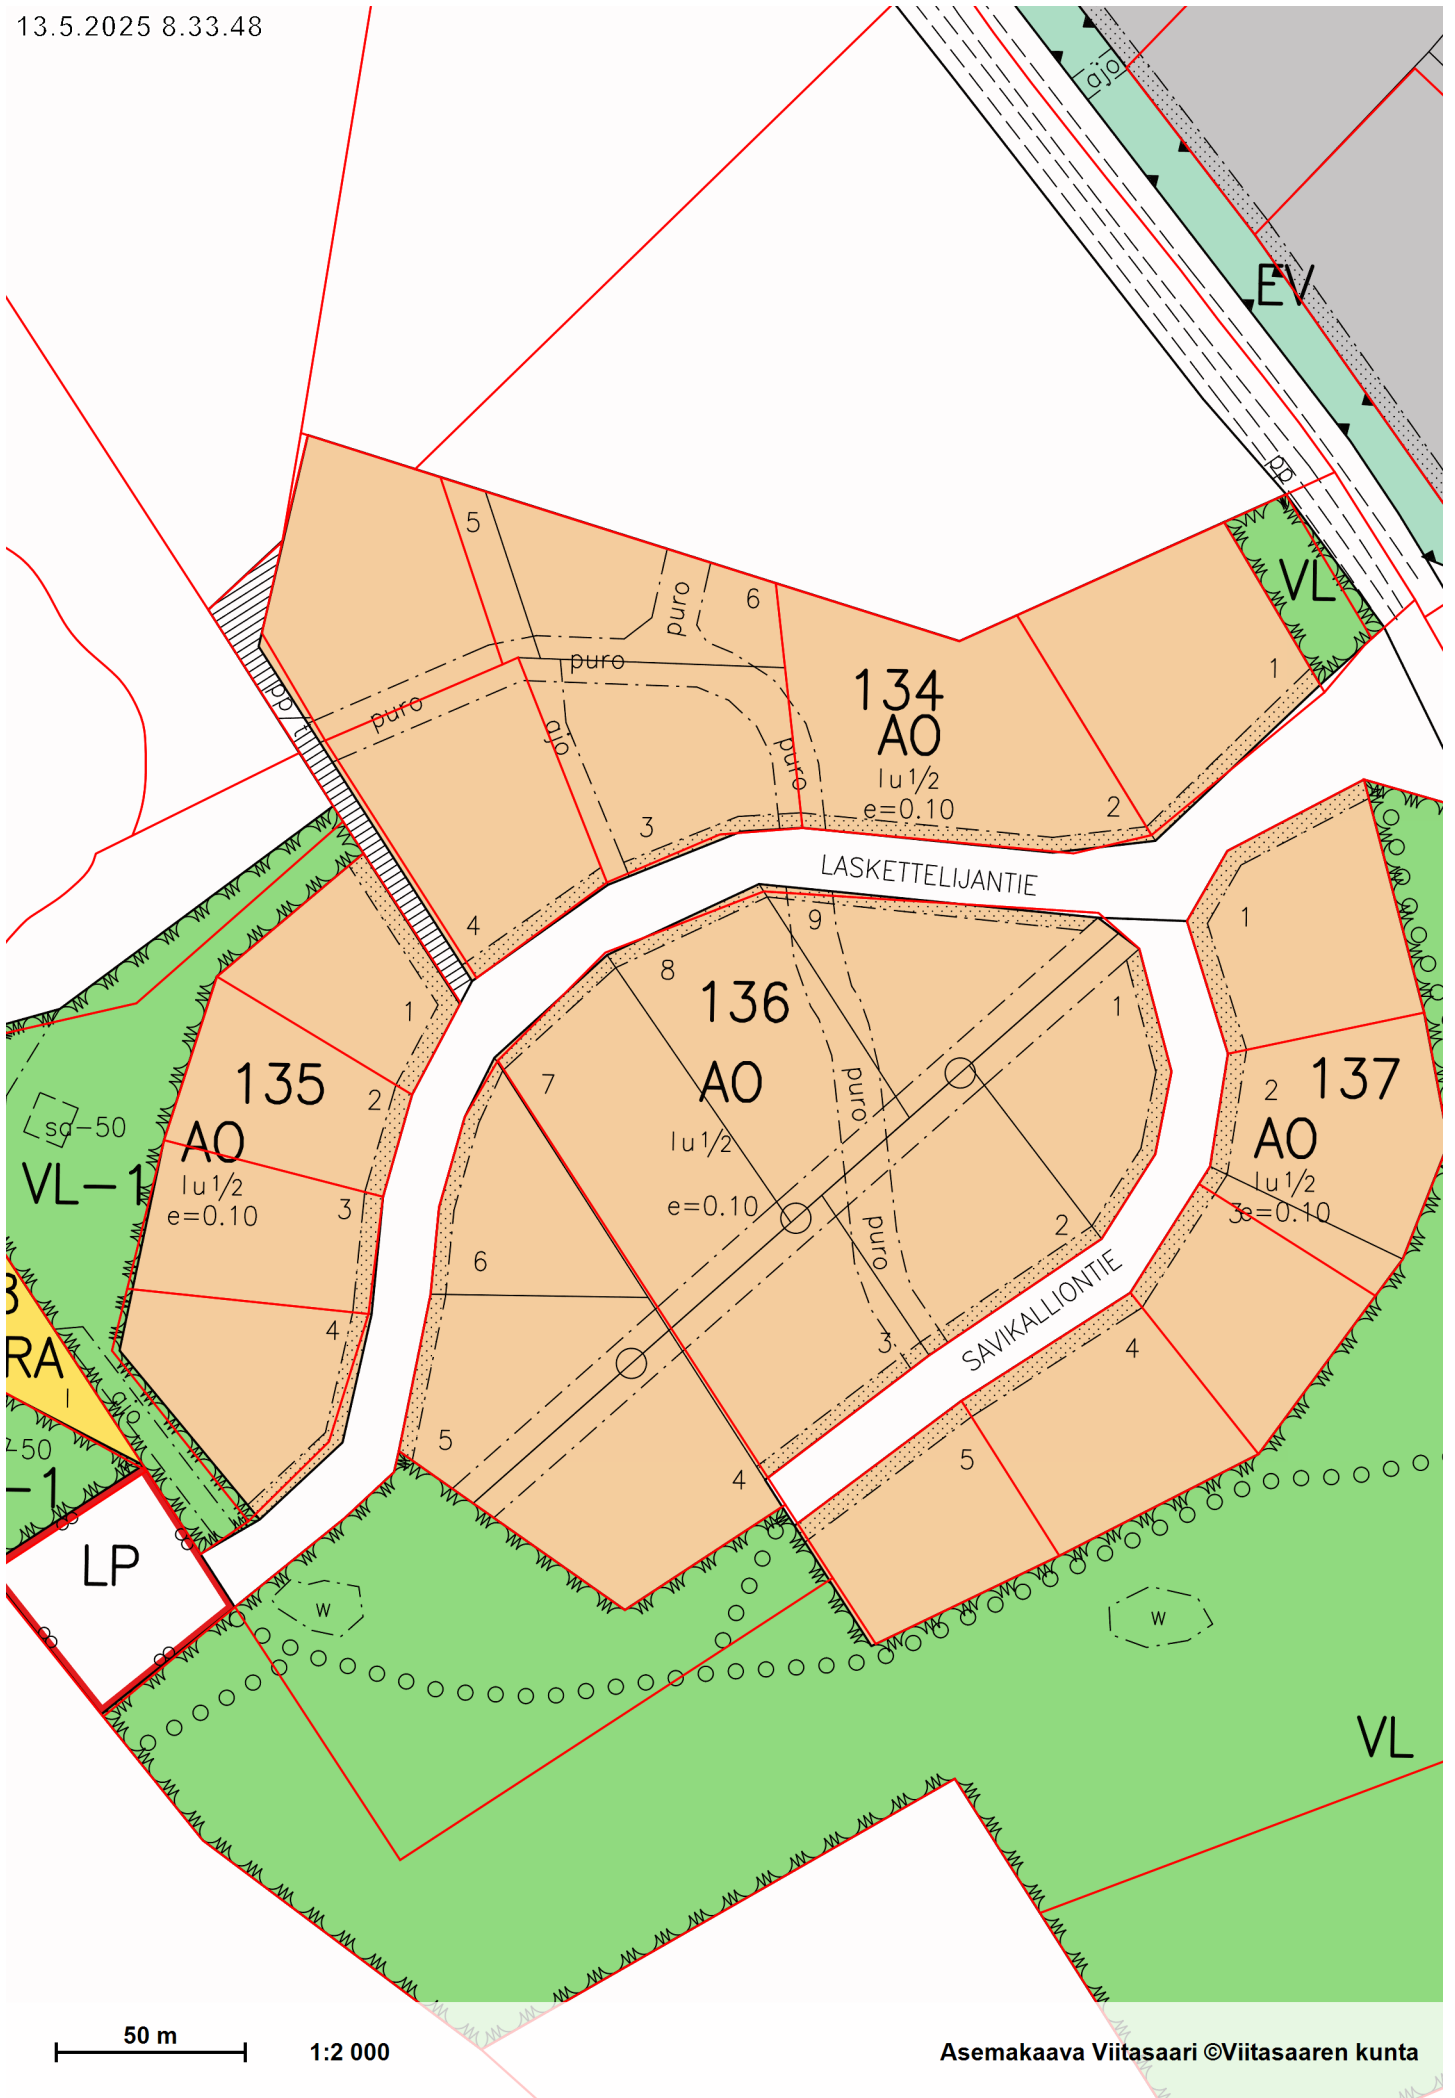 13.5.2025 8.33.48
ajo
EV
pp
VL
5
6
puro
puro
puro
pp/t
ajo
puro
134
AO
lu 1/2
e=0.10
1
2
3
4
LASKETTELIJANTIE
9
8
136
AO
lu 1/2
e=0.10
1
1
1
2
135
AO
lu 1/2
e=0.10
2
137
AO
lu 1/2
e=0.10
3
puro
puro
7
sa-50
VL-1
3
6
2
SAVIKALLIONTIE
3
4
4
RA
I
ajo
5
4
5
-50
-1
LP
w
w
VL
50 m
1:2 000
Asemakaava Viitasaari ©Viitasaaren kunta